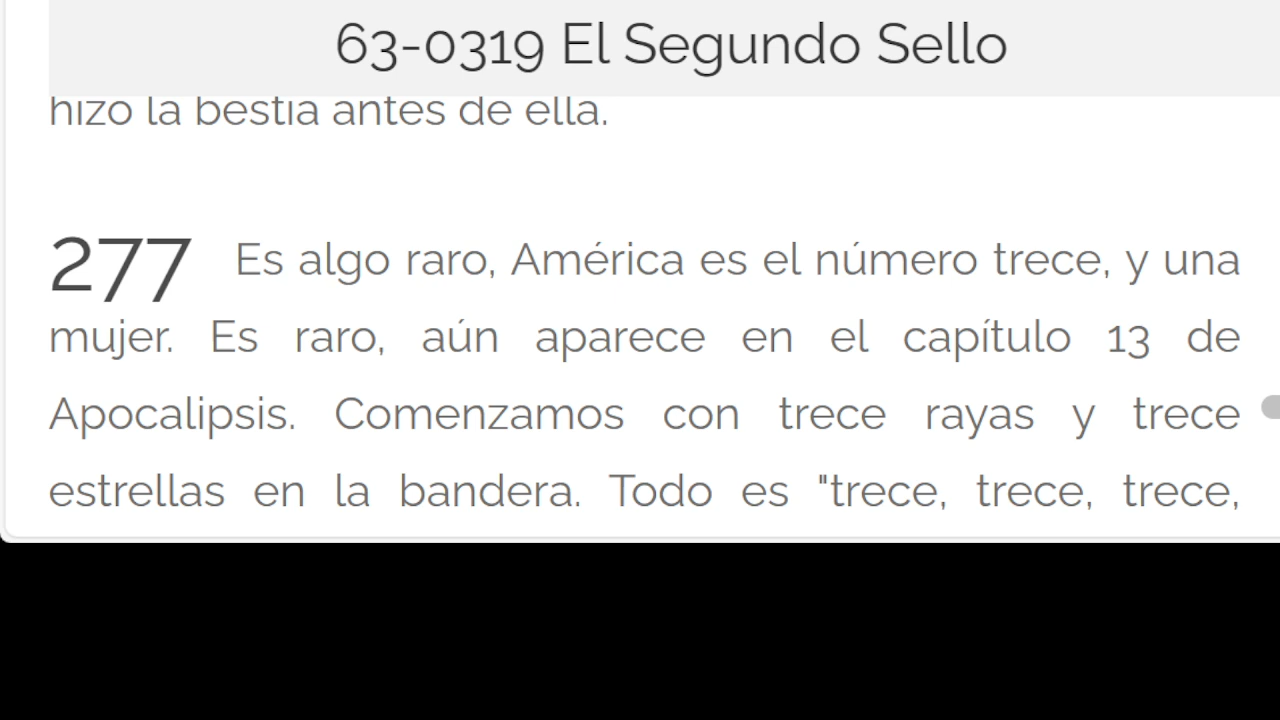 63-0319 El Segundo Sello
hizo la bestia antes de ella.
277 Es algo raro, América es el número trece, y una
mujer. Es raro, aún aparece en el capítulo 13 de
Apocalipsis. Comenzamos con trece rayas y trece
estrellas en la bandera. Todo es "trece, trece, trece,